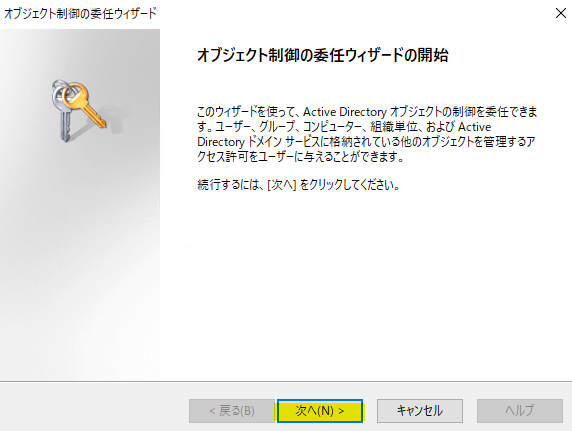 オブジェクト制御の委任ウィザード
オブジェクト制御の委任ウィザードの開始
このウィザードを使って、Active Directory オブジェクトの制御を委任できま
す。ユーザー、グループ、コンピューター、組織単位、および Active
Directory ドメイン サービスに格納されている他のオブジェクトを管理するア
クセス許可をユーザーに与えることができます。
続行するには、[次へ] をクリックしてください。
< 戻る(B)
次へ(N) >
キャンセル
ヘルプ